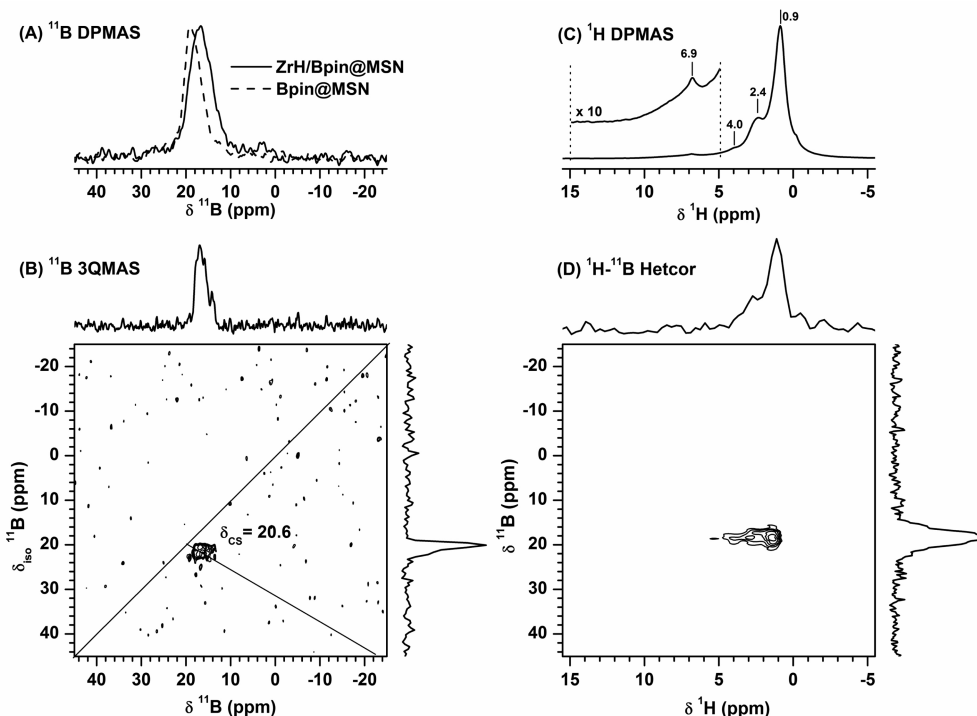 (A) ¹¹B DPMAS
ZrH/Bpin@MSN
Bpin@MSN
40 30 20 10 0 -10 -20
δ ¹¹B (ppm)
(C) ¹H DPMAS
0.9
6.9
2.4
x 10
4.0
15 10 5 0 -5
δ ¹H (ppm)
(B) ¹¹B 3QMAS
-20
-10
0
10
20
30
40
δiso ¹¹B (ppm)
δCS= 20.6
40 30 20 10 0 -10 -20
δ ¹¹B (ppm)
(D) ¹H-¹¹B Hetcor
-20
-10
0
10
20
30
40
δ ¹¹B (ppm)
15 10 5 0 -5
δ ¹H (ppm)